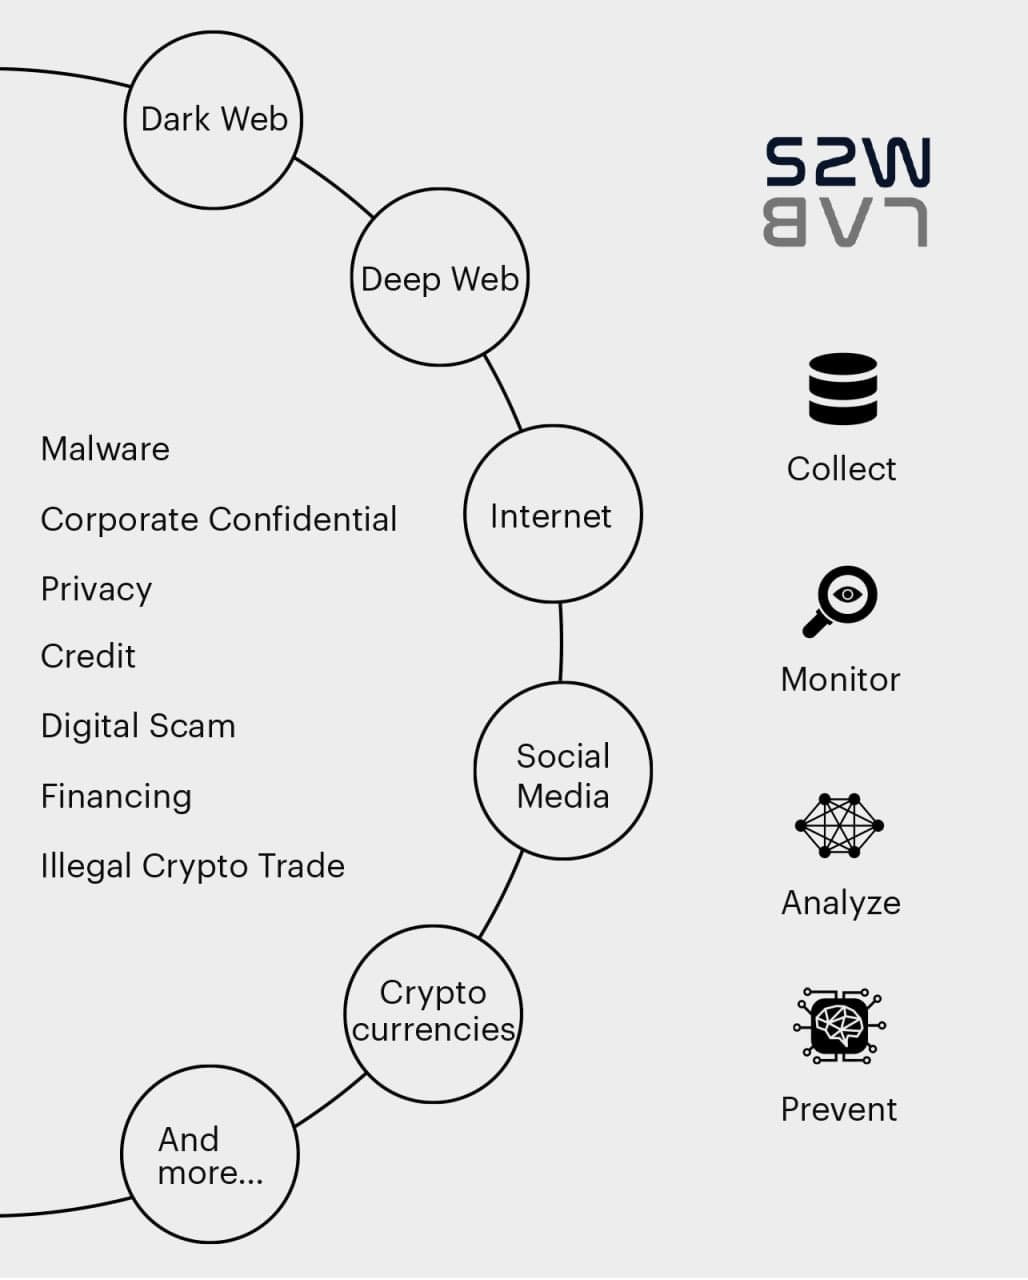 Dark Web
Deep Web
Internet
Social
Media
Crypto
currencies
And
more...
Malware
Corporate Confidential
Privacy
Credit
Digital Scam
Financing
Illegal Crypto Trade
S2W
LAB
Collect
Monitor
Analyze
Prevent